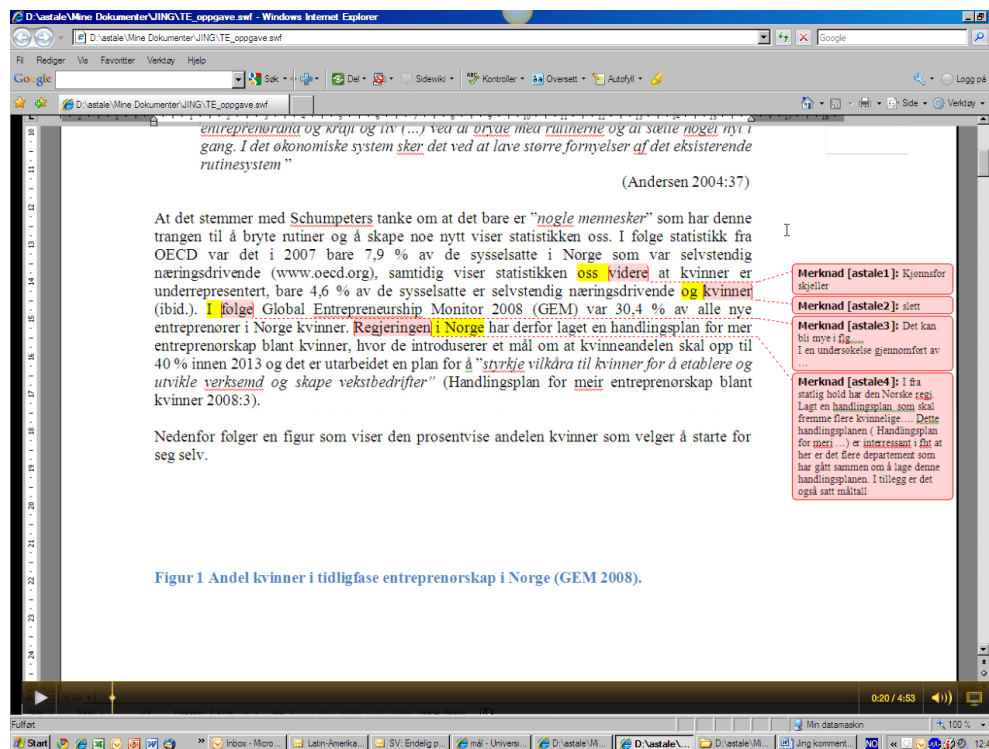 D:\astale\Mine Dokumenter\JING\TE_oppgave.swf - Windows Internet Explorer
D:\astale\Mine Dokumenter\JING\TE_oppgave.swf
Google
Fil Rediger Vis Favoritter Verktøy Hjelp
Google Søk Del Sidewiki Kontroller Oversett Autofyll Logg på
D:\astale\Mine Dokumenter\JING\TE_oppgave.swf Side Verktøy
entreprenørånd og kraft og liv (…) ved at bryde med rutinerne og at sætte noget nyt i
gang. I det økonomiske system sker det ved at lave større fornyelser af det eksisterende
rutinesystem ”
(Andersen 2004:37)
At det stemmer med Schumpeters tanke om at det bare er ”nogle mennesker” som har denne
trangen til å bryte rutiner og å skape noe nytt viser statistikken oss. I følge statistikk fra
OECD var det i 2007 bare 7,9 % av de sysselsatte i Norge som var selvstendig
næringsdrivende (www.oecd.org), samtidig viser statistikken oss videre at kvinner er
underrepresentert, bare 4,6 % av de sysselsatte er selvstendig næringsdrivende og kvinner
(ibid.). I følge Global Entrepreneurship Monitor 2008 (GEM) var 30,4 % av alle nye
entreprenører i Norge kvinner. Regjeringen i Norge har derfor laget en handlingsplan for mer
entreprenørskap blant kvinner, hvor de introduserer et mål om at kvinneandelen skal opp til
40 % innen 2013 og det er utarbeidet en plan for å ”styrkje vilkåra til kvinner for å etablere og
utvikle verksemd og skape vekstbedrifter” (Handlingsplan for meir entreprenørskap blant
kvinner 2008:3).
Nedenfor følger en figur som viser den prosentvise andelen kvinner som velger å starte for
seg selv.
Figur 1 Andel kvinner i tidligfase entreprenørskap i Norge (GEM 2008).
Merknad [astale1]: Kjønnsfor
skjeller
Merknad [astale2]: slett
Merknad [astale3]: Det kan
bli mye i flg….
I en undersøkelse gjennomført av
…
Merknad [astale4]: I fra
statlig hold har den Norske regj.
Lagt en handlingsplan som skal
fremme flere kvinnelige…. Dette
handlingsplanen ( Handlingsplan
for meri …) er interressant i fht at
her er det flere departement som
har gått sammen om å lage denne
handlingsplanen. I tillegg er det
også satt måltall
0:20 / 4:53
Fullført Min datamaskin 100 %
Start Inbox - Micro... Latin-Amerika... SV: Endelig p... mål - Universi... D:\astale\Mi... D:\astale\... D:\astale\Mi... Jing komment... NO